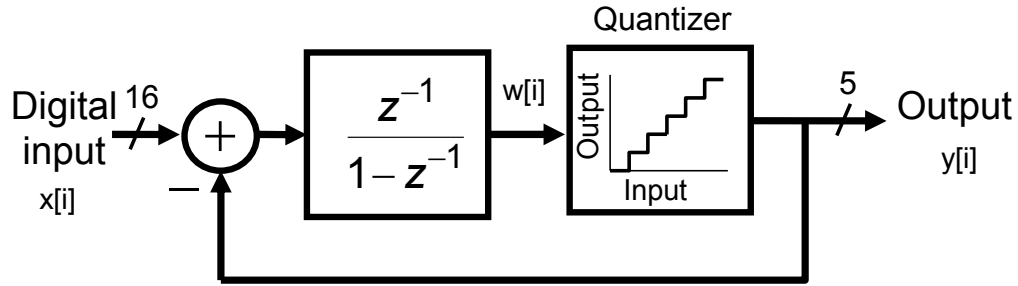 Quantizer
Digital
input
x[i]
16
+
−
z⁻¹
1− z⁻¹
w[i]
Output
Input
5
Output
y[i]